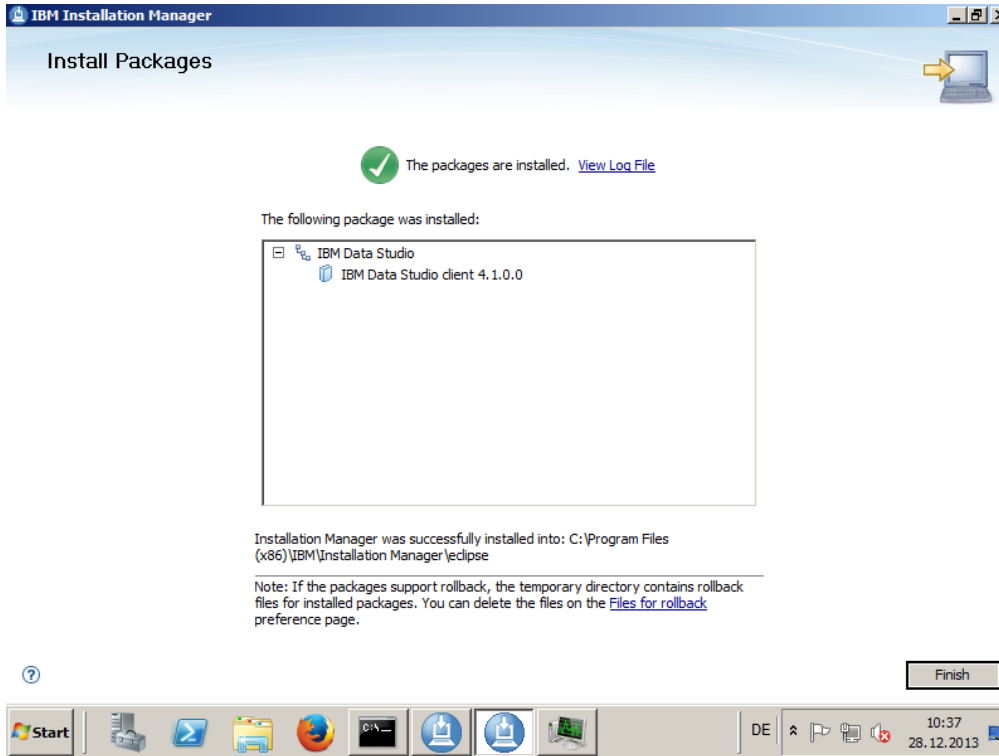 IBM Installation Manager
Install Packages
The packages are installed. View Log File
The following package was installed:
IBM Data Studio
IBM Data Studio client 4.1.0.0
Installation Manager was successfully installed into: C:\Program Files
(x86)\IBM\Installation Manager\eclipse
Note: If the packages support rollback, the temporary directory contains rollback
files for installed packages. You can delete the files on the Files for rollback
preference page.
Finish
Start
C:\
DE
10:37
28.12.2013